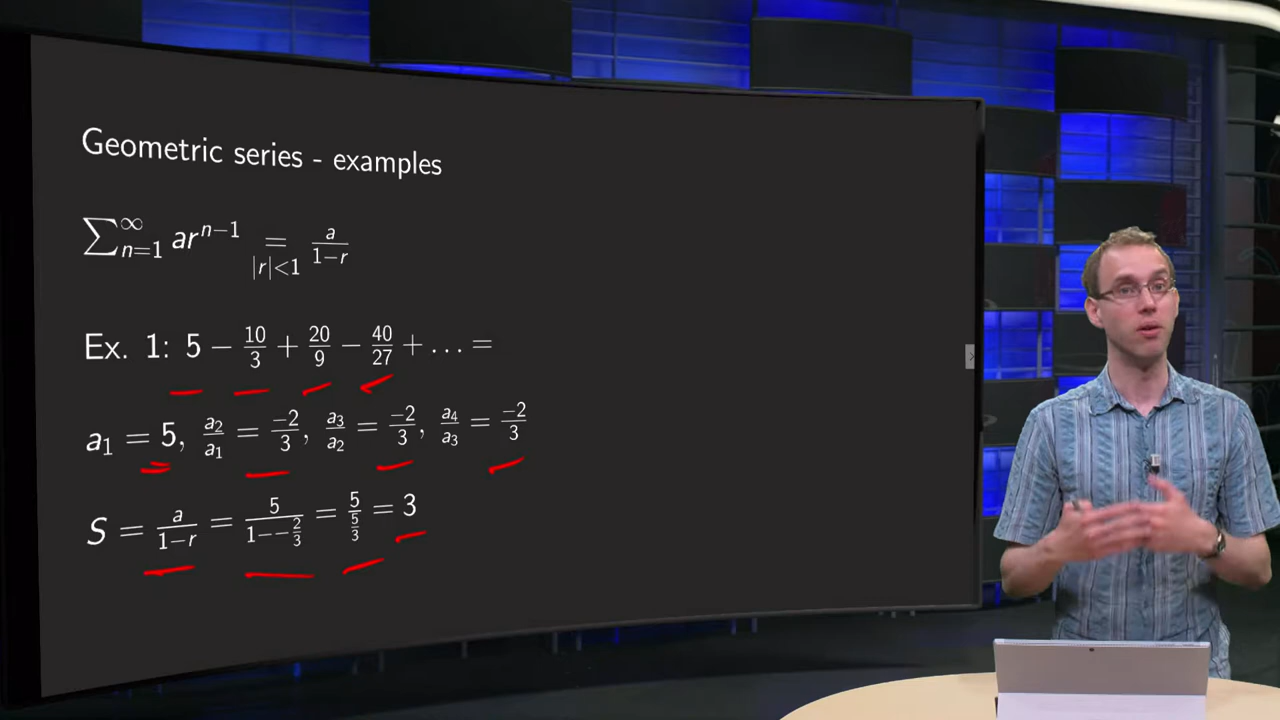 Geometric series - examples
∑_{n=1}^{∞} ar^{n−1} =_{|r|<1} a/(1−r)
Ex. 1: 5 − 10/3 + 20/9 − 40/27 + … =
a₁ = 5, a₂/a₁ = −2/3, a₃/a₂ = −2/3, a₄/a₃ = −2/3
S = a/(1−r) = 5/(1−−2/3) = 5/(5/3) = 3